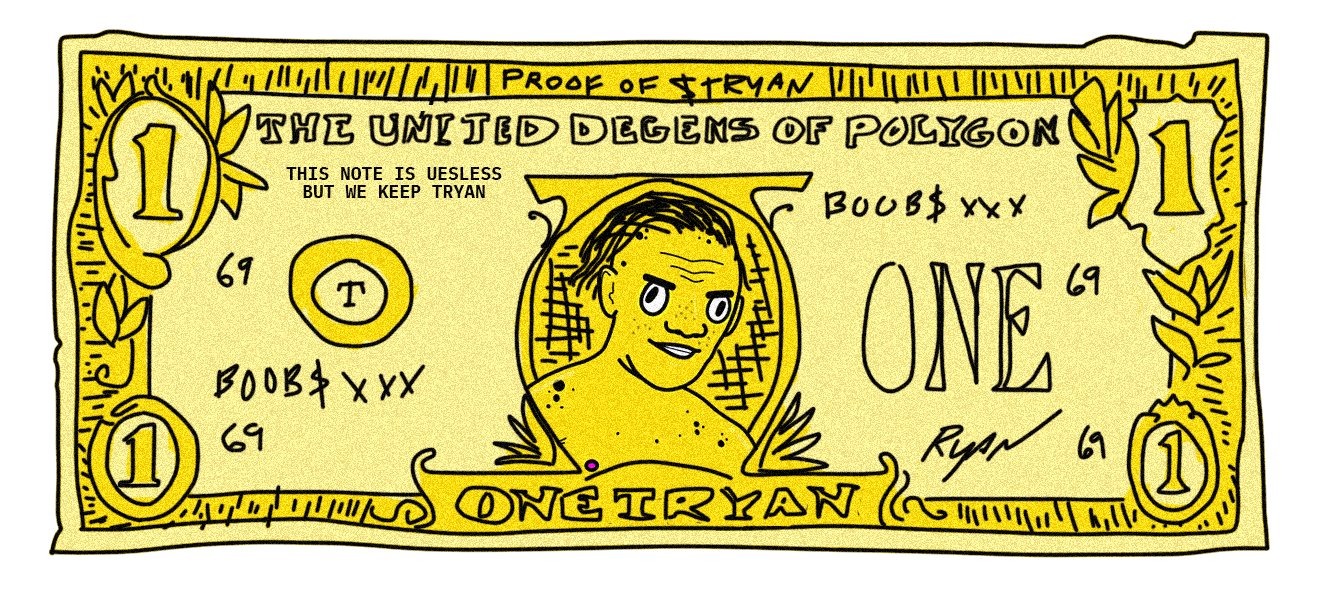 PROOF OF $TRYAN
1
THE UNITED DEGENS OF POLYGON
1
THIS NOTE IS UESLESS
BUT WE KEEP TRYAN
BOOB$ XXX
69
T
ONE
69
BOOB$ XXX
69
RYAN
69
1
ONE TRYAN
1